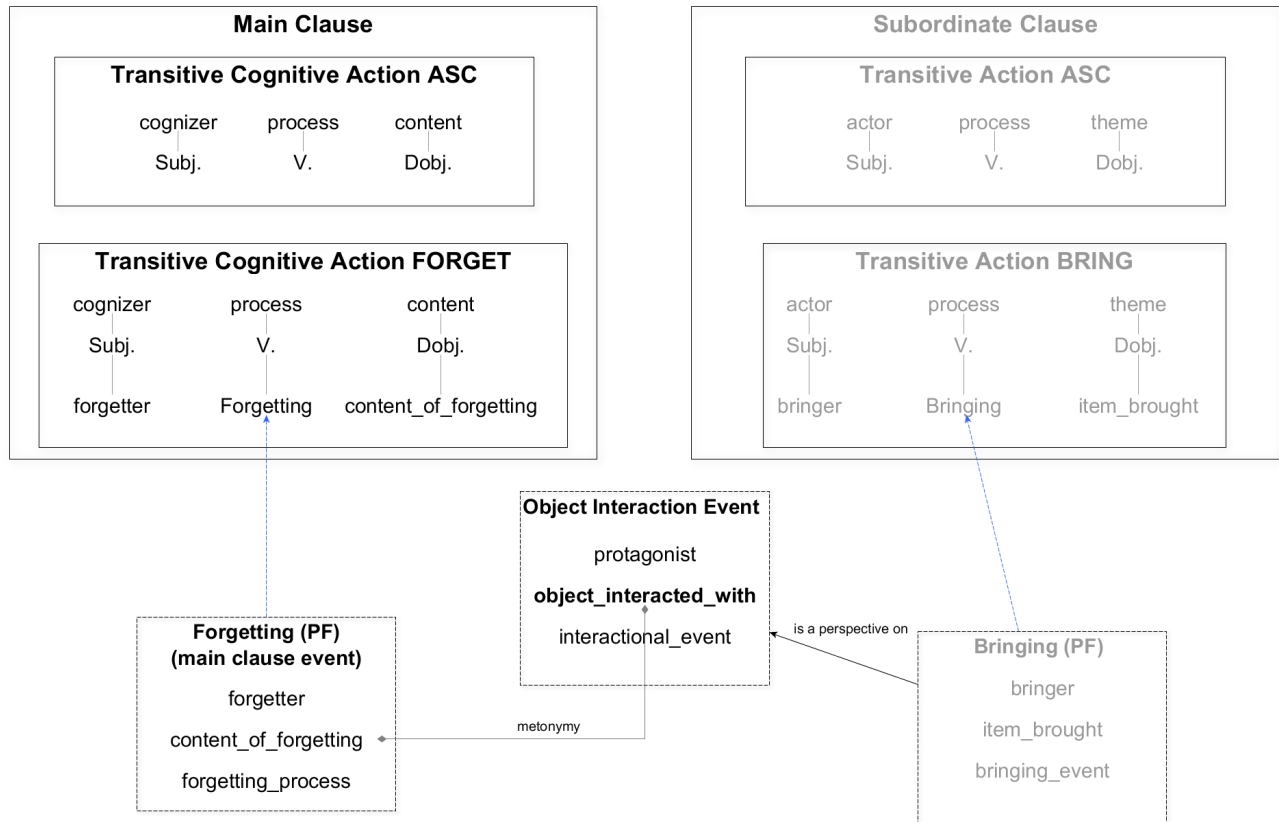 Main Clause
Transitive Cognitive Action ASC
cognizer process content
Subj. V. Dobj.
Transitive Cognitive Action FORGET
cognizer process content
Subj. V. Dobj.
forgetter Forgetting content_of_forgetting
Subordinate Clause
Transitive Action ASC
actor process theme
Subj. V. Dobj.
Transitive Action BRING
actor process theme
Subj. V. Dobj.
bringer Bringing item_brought
Object Interaction Event
protagonist
object_interacted_with
interactional_event
is a perspective on
Forgetting (PF)
(main clause event)
forgetter
content_of_forgetting
forgetting_process
metonymy
Bringing (PF)
bringer
item_brought
bringing_event